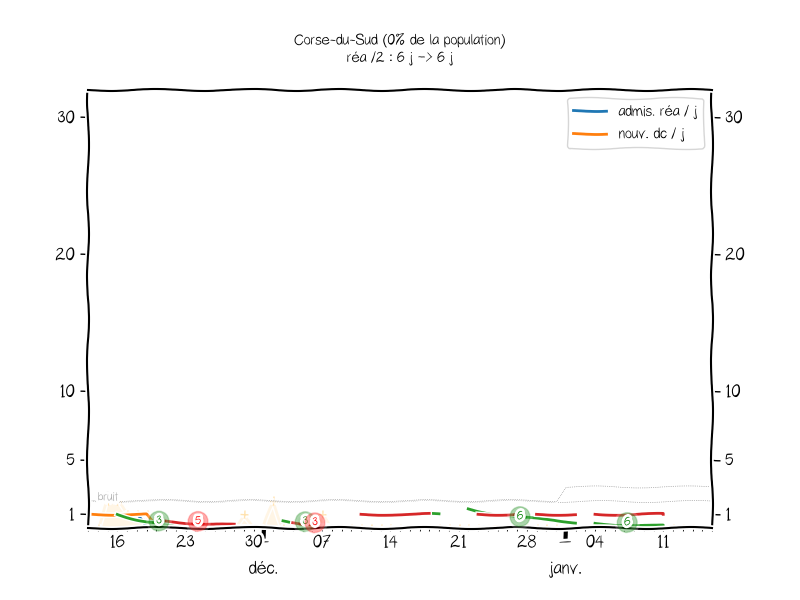 Corse-du-Sud (0% de la population)
réa /2 : 6 j -> 6 j
admis. réa / j
nouv. dc / j
30 30
20 20
10 10
5 5
bruit
1 3 5 3 3 6 6 1
16 23 30 07 14 21 28 04 11
déc. janv.